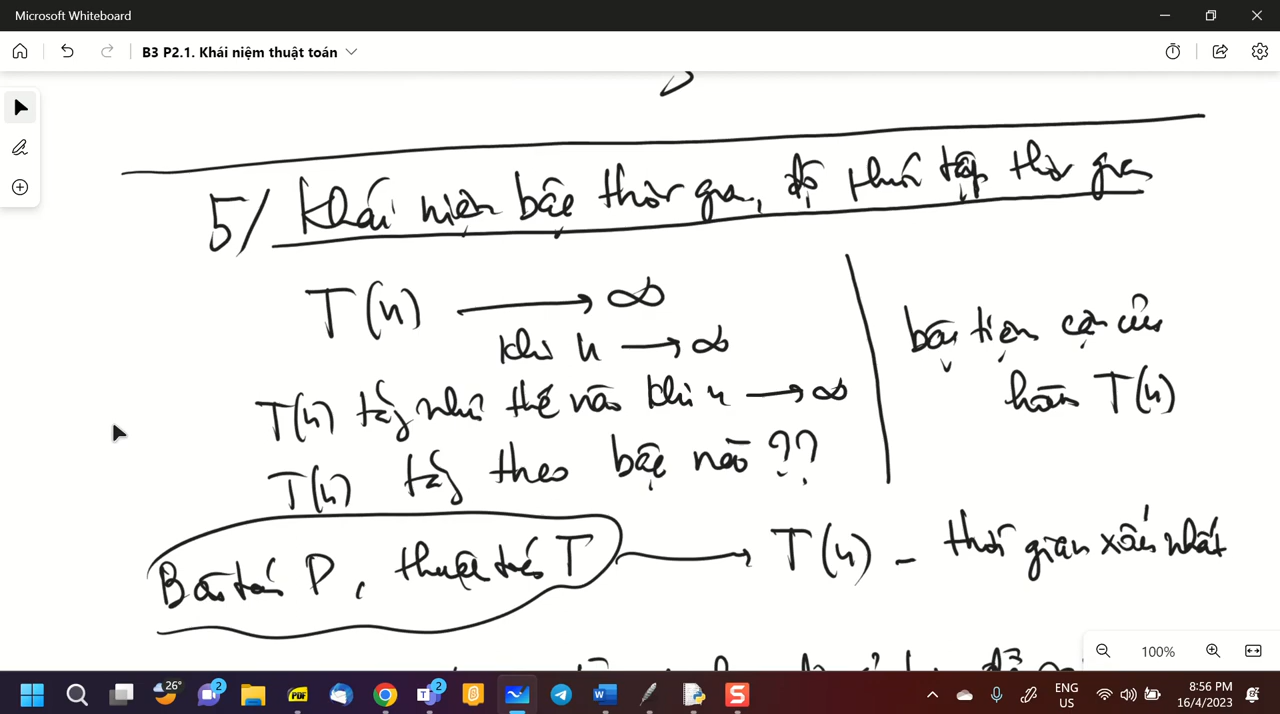 Microsoft Whiteboard
B3 P2.1. Khái niệm thuật toán
5/ Khái niệm bậc thời gian, độ phức tạp thời gian
T(n) → ∞
khi n → ∞
T(n) tăng như thế nào khi n → ∞
T(n) tăng theo bậc nào??
bậc tiệm cận của
hàm T(n)
Bài toán P, thuật toán T → T(n) - thời gian xấu nhất
100%
26°
2
2
ENG
US
8:56 PM
16/4/2023